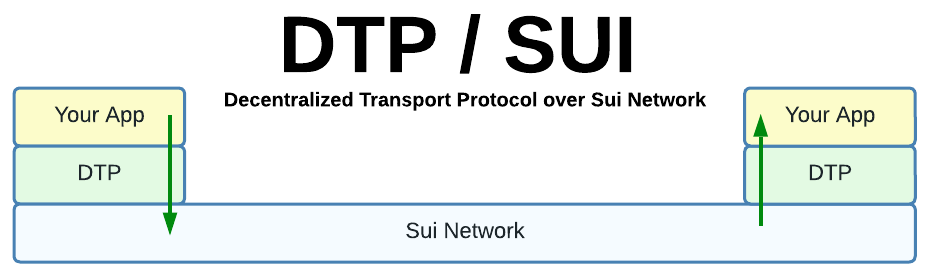 DTP / SUI
Decentralized Transport Protocol over Sui Network
Your App
Your App
DTP
DTP
Sui Network